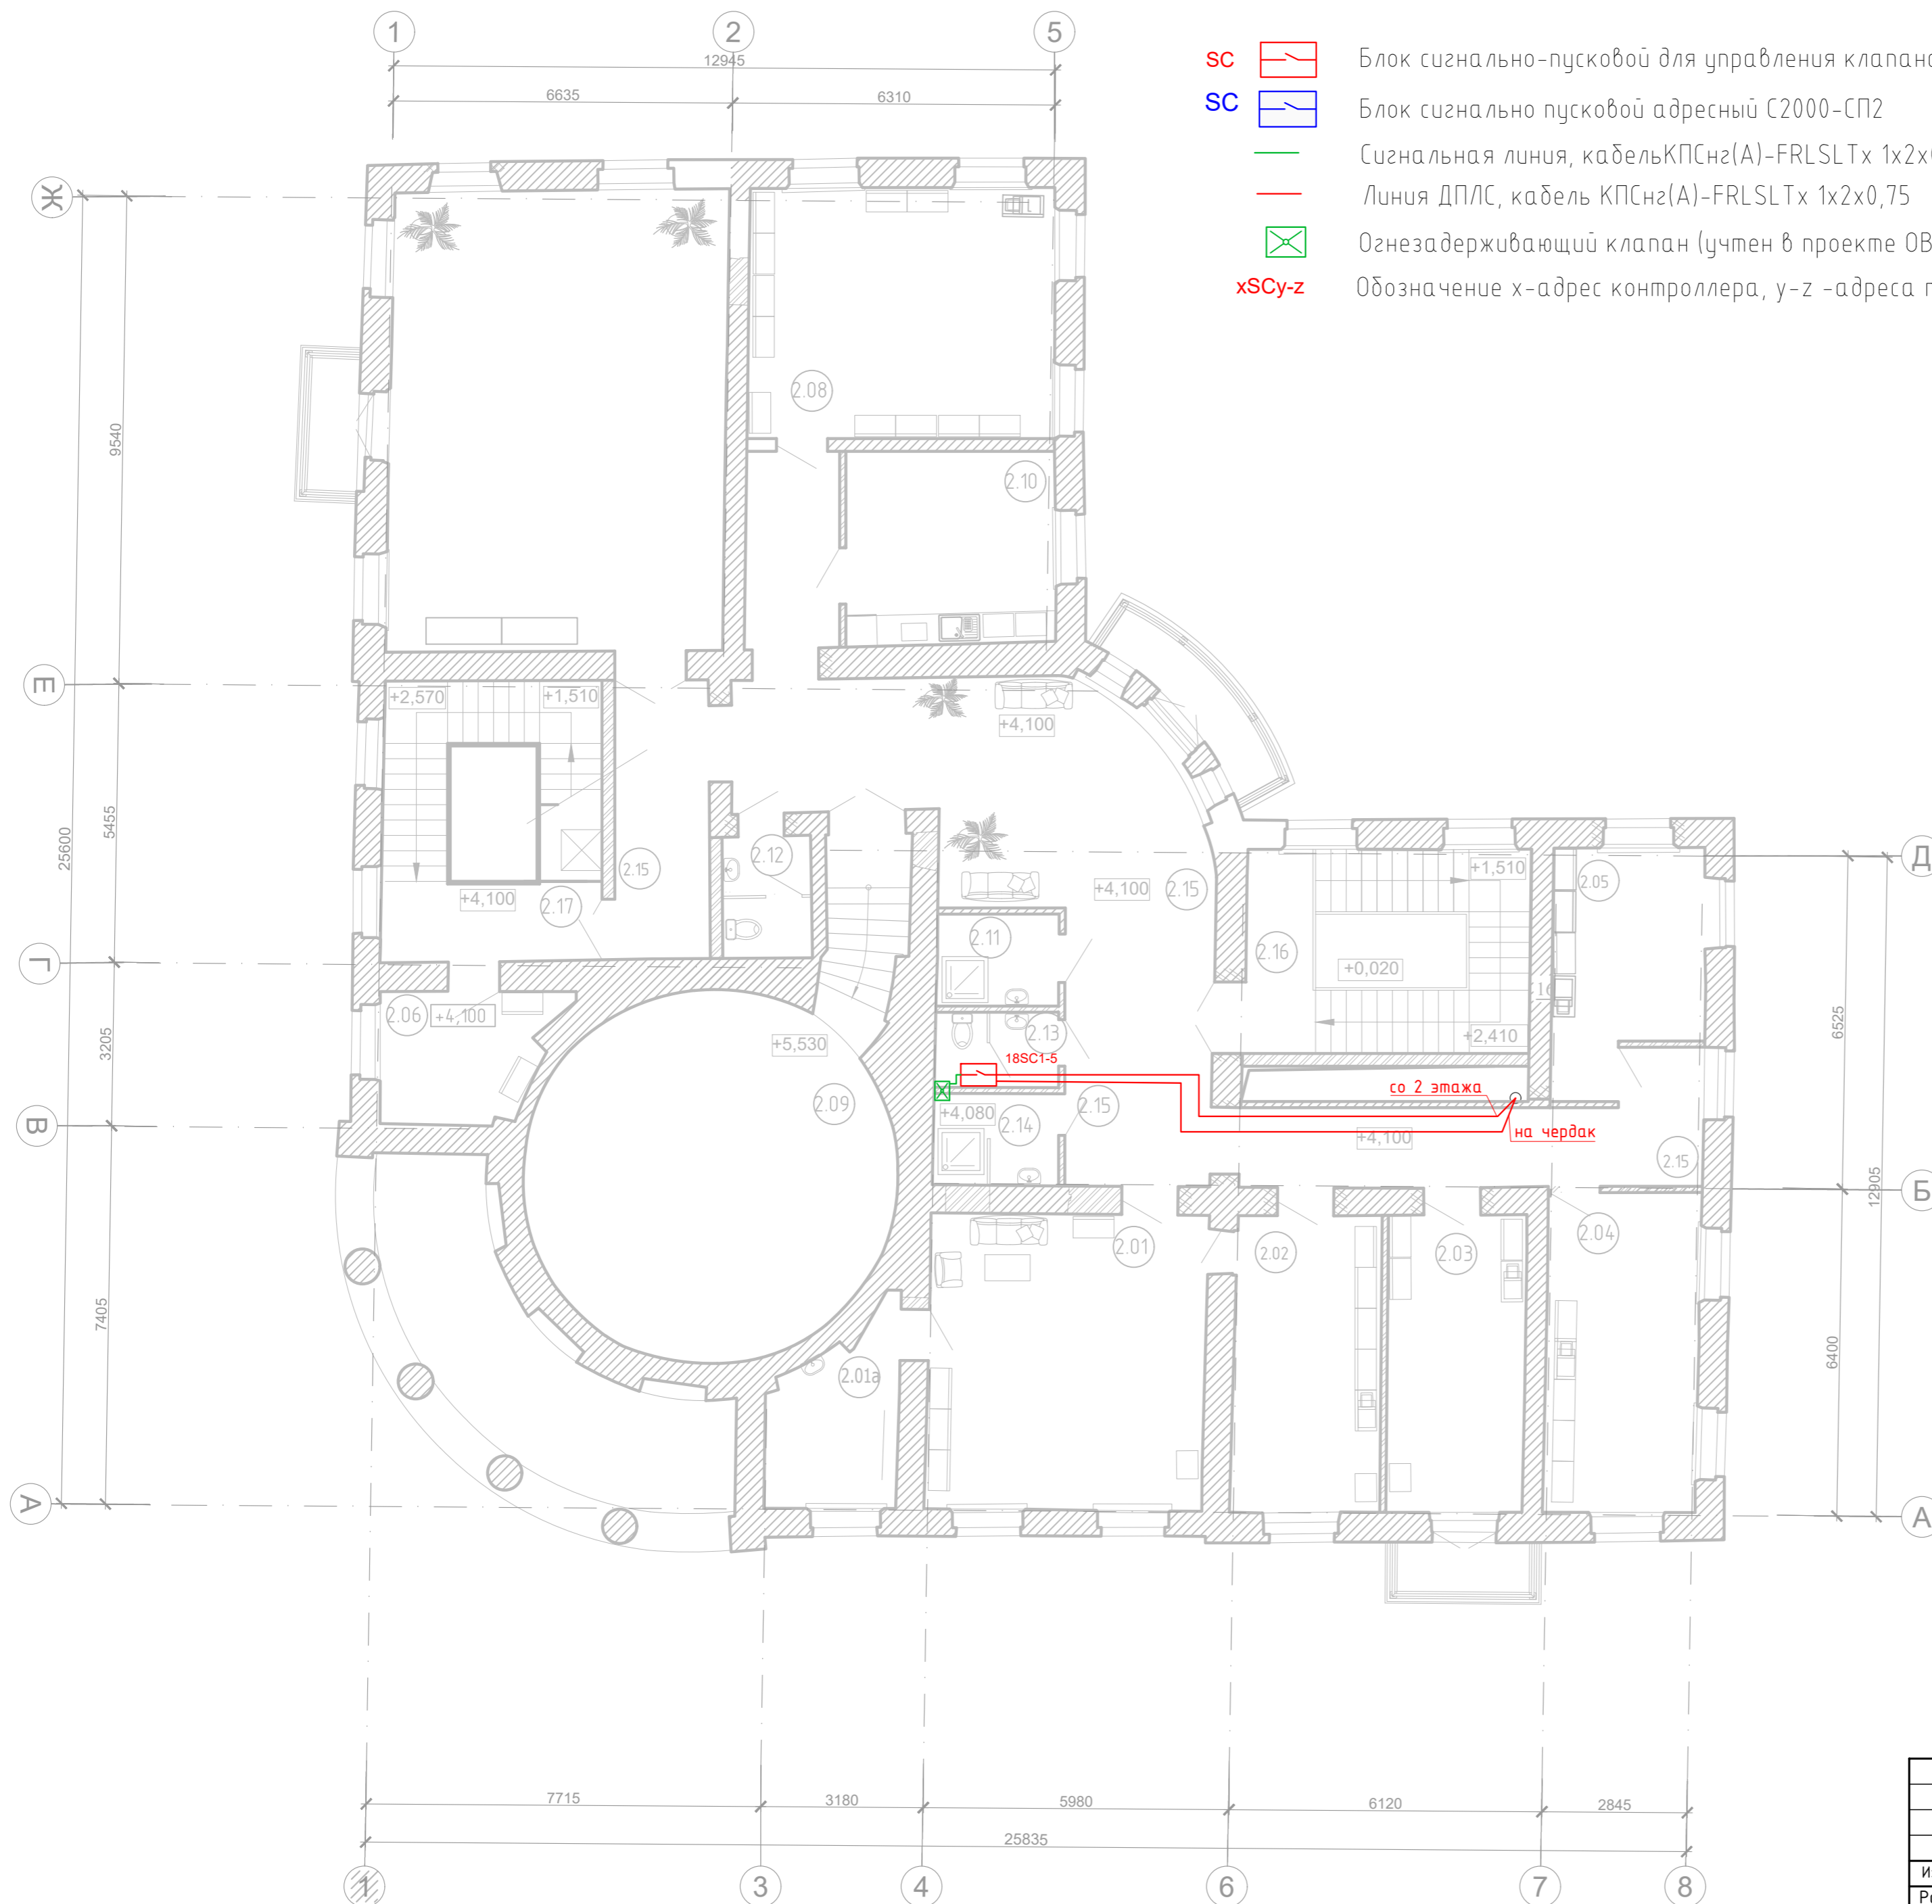 1
2
5
12945
6635
6310
SC
Блок сигнально-пусковой для управления
SC
Блок сигнально пусковой адресный С2000-СП2
Сигнальная линия, кабельКПСнг(А)-FRLSLTx
Линия ДПЛС, кабель КПСнг(А)-FRLSLTx 1x2x0,75
Огнезадерживающий клапан (учтен в проекте ОВ
xSCy-z
Обозначение х-адрес контроллера, y-z -адреса
Ж
9540
2.08
2.10
Е
+2,570
+1,510
+4,100
25600
5455
2.15
2.12
+4,100
2.17
+4,100
2.15
+1,510
2.05
Д
2.11
2.16
+0,020
Г
2.06
+4,100
3205
+5,530
2.13
+2,410
6525
18SC1-5
2.09
со 2 этажа
+4,080
2.14
2.15
В
на чердак
+4,100
2.15
12905
Б
7405
2.01
2.02
2.03
2.04
6400
2.01а
А
А
7715
3180
5980
6120
2845
25835
1
3
4
6
7
8